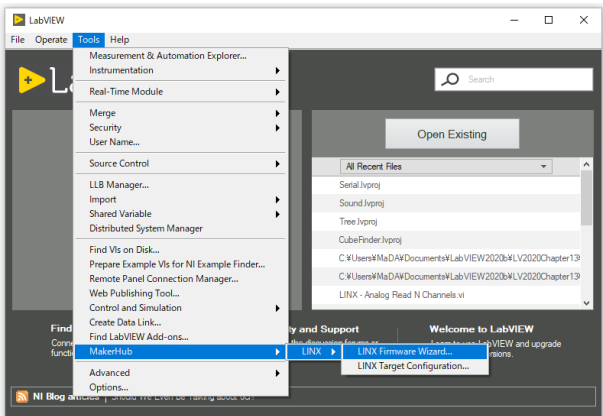 LabVIEW
File Operate Tools Help
Measurement & Automation Explorer...
Instrumentation
Real-Time Module
Merge
Security
User Name...
Source Control
LLB Manager...
Import
Shared Variable
Distributed System Manager
Find VIs on Disk...
Prepare Example VIs for NI Example Finder...
Remote Panel Connection Manager...
Web Publishing Tool...
Control and Simulation
Create Data Link...
Find LabVIEW Add-ons...
MakerHub
Advanced
Options...
LINX
LINX Firmware Wizard...
LINX Target Configuration...
Search
Open Existing
All Recent Files
Serial.lvproj
Sound.lvproj
Tree.lvproj
CubeFinder.lvproj
C:¥Users¥MaDA¥Documents¥LabVIEW2020b¥LV2020Chapter13¥
C:¥Users¥MaDA¥Documents¥LabVIEW2020b¥LV2020Chapter13¥
LINX - Analog Read N Channels.vi
Find
and Support
Welcome to LabVIEW
and upgrade
NI Blog articles | Should We Even Be Talking about 5G?